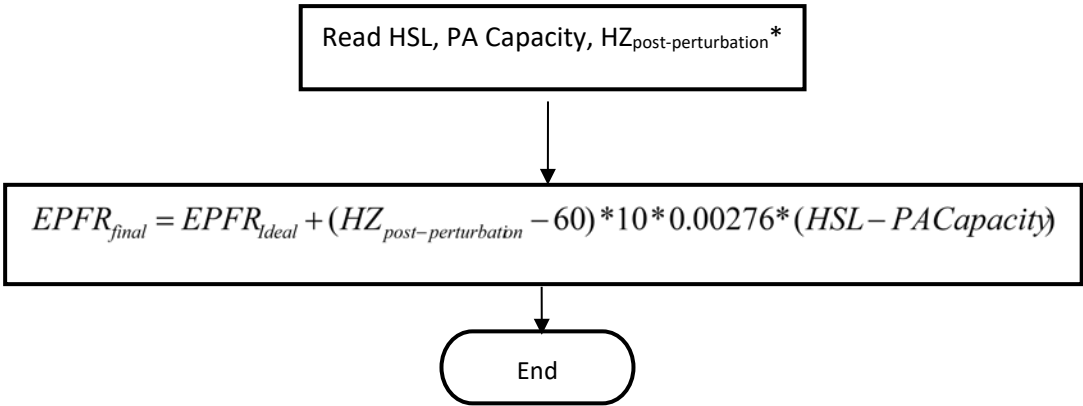 Read HSL, PA Capacity, HZpost-perturbation*
EPFRfinal = EPFRIdeal + (HZpost−perturbation − 60) * 10 * 0.00276 * (HSL − PACapacity)
End